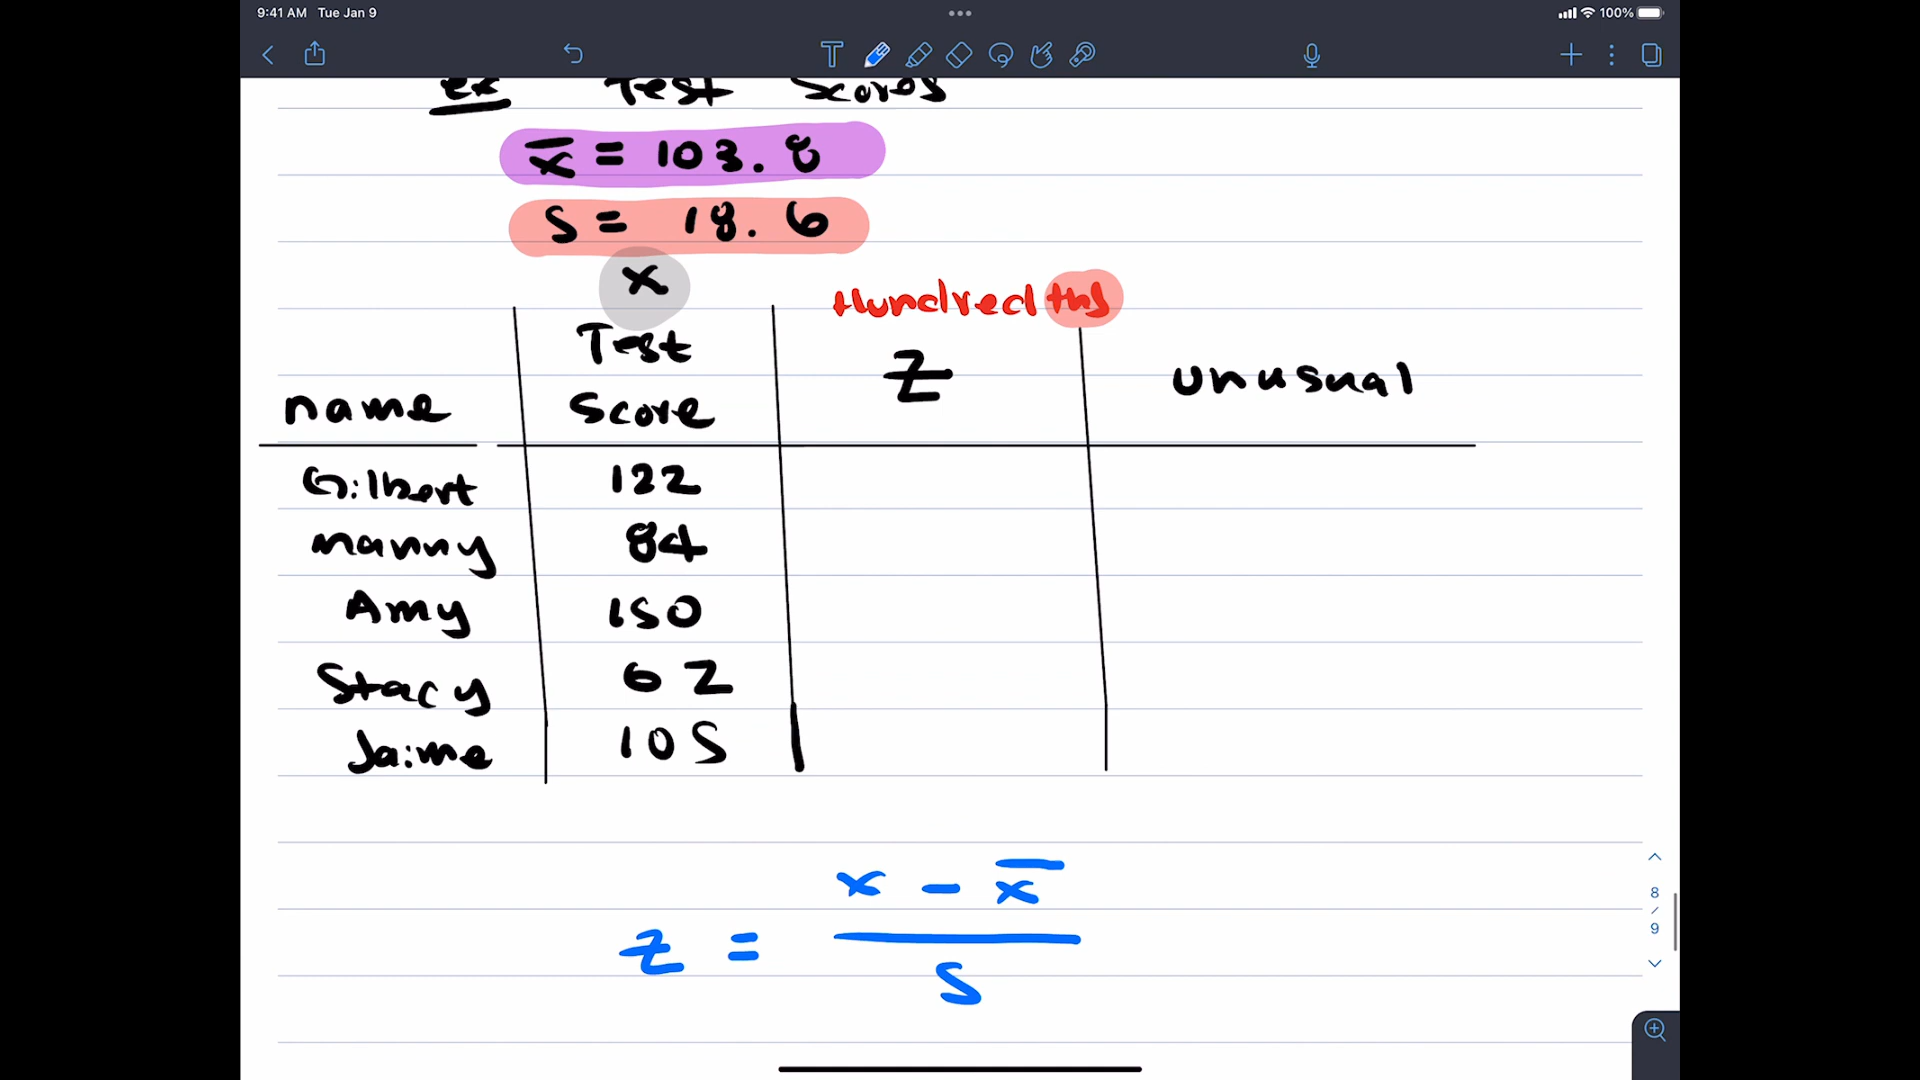 9:41 AM Tue Jan 9
100%
ex Test Scores
x̄ = 103.8
S = 18.6
x
Hundredths
name Test Score Z unusual
Gilbert 122
manny 84
Amy 150
Stacy 62
Jaime 105
z = x - x̄ / s
8 / 9